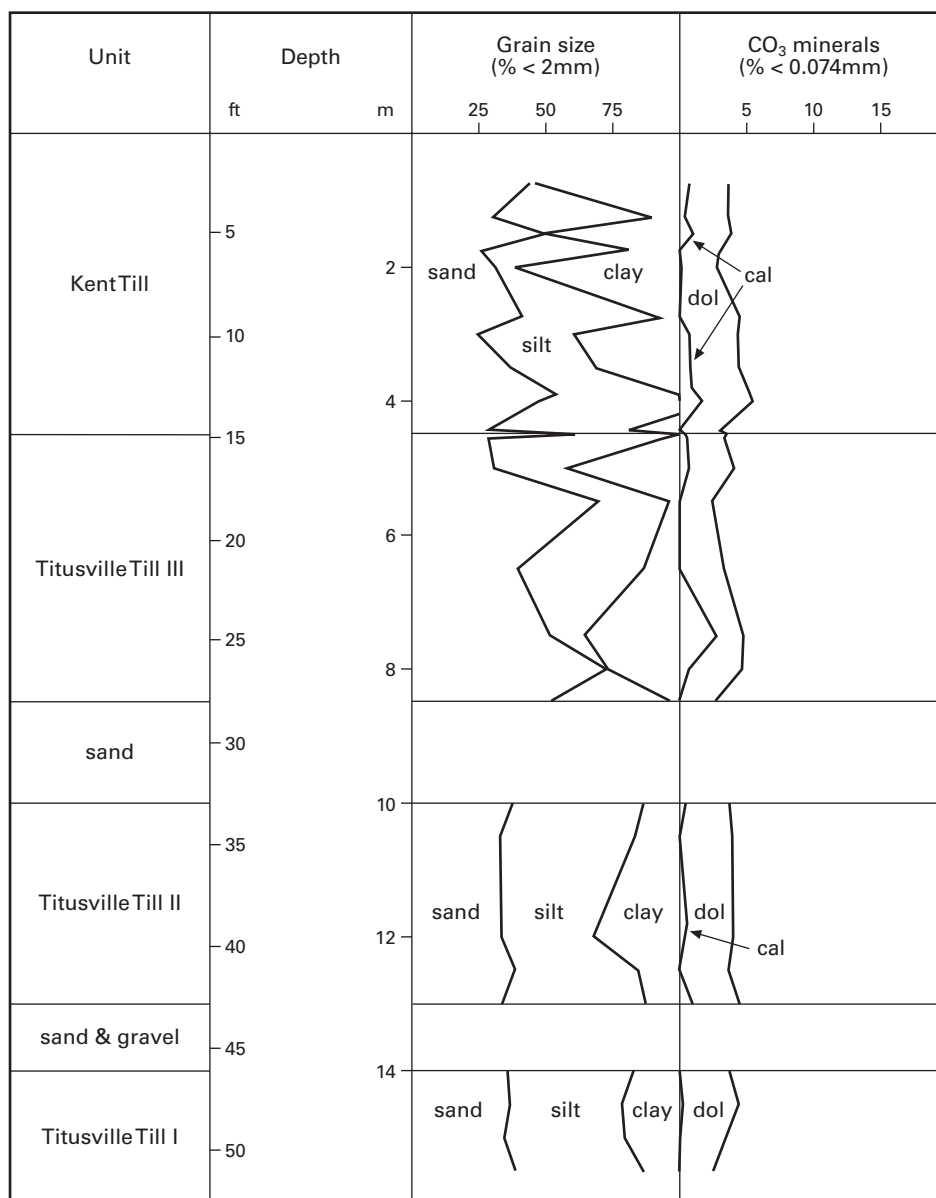 Unit
Depth
Grain size
(% < 2mm)
CO₃ minerals
(% < 0.074mm)
ft
m
25
50
75
5
10
15
Kent Till
5
2
sand
clay
cal
dol
10
silt
4
15
Titusville Till III
20
6
25
8
sand
30
10
Titusville Till II
35
sand
silt
clay
dol
40
12
cal
sand & gravel
45
14
Titusville Till I
sand
silt
clay
dol
50